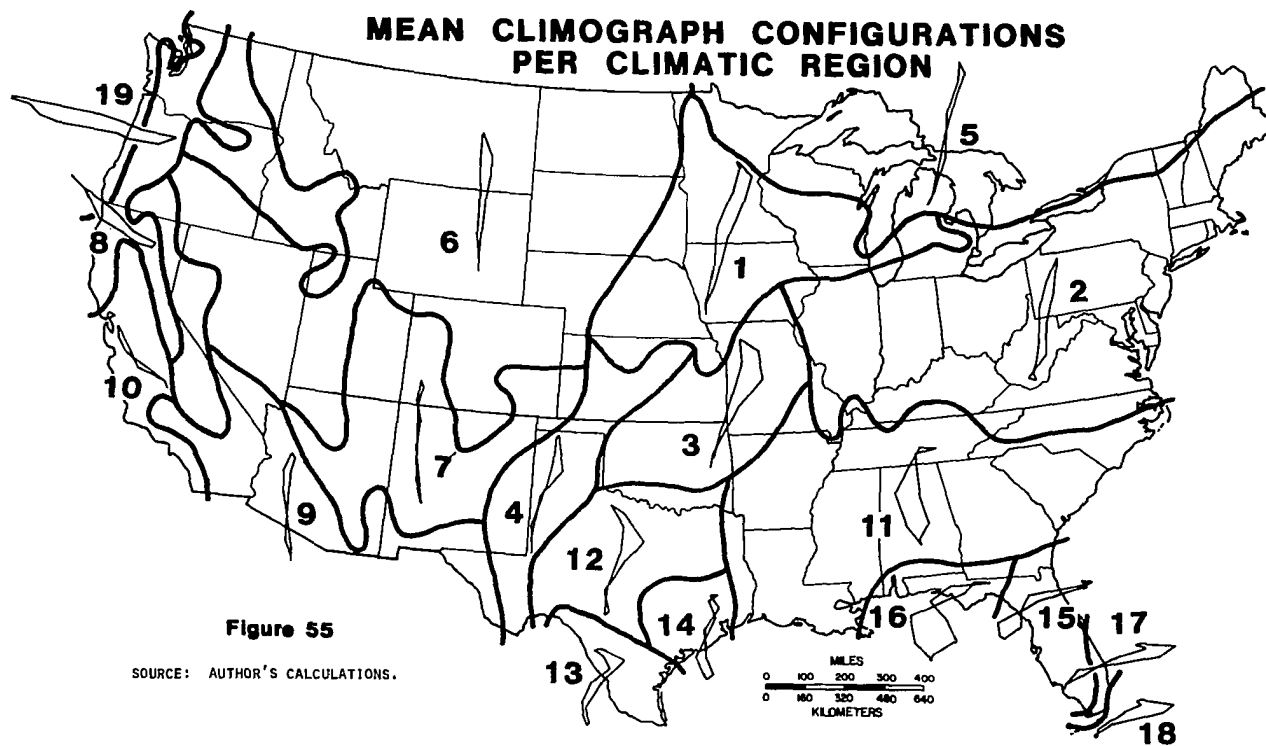 MEAN CLIMOGRAPH CONFIGURATIONS
PER CLIMATIC REGION
19
5
8
6
1
2
10
3
7
4
9
11
12
16
15
17
14
13
18
Figure 55
SOURCE: AUTHOR'S CALCULATIONS.
MILES
0 100 200 300 400
0 160 320 480 640
KILOMETERS